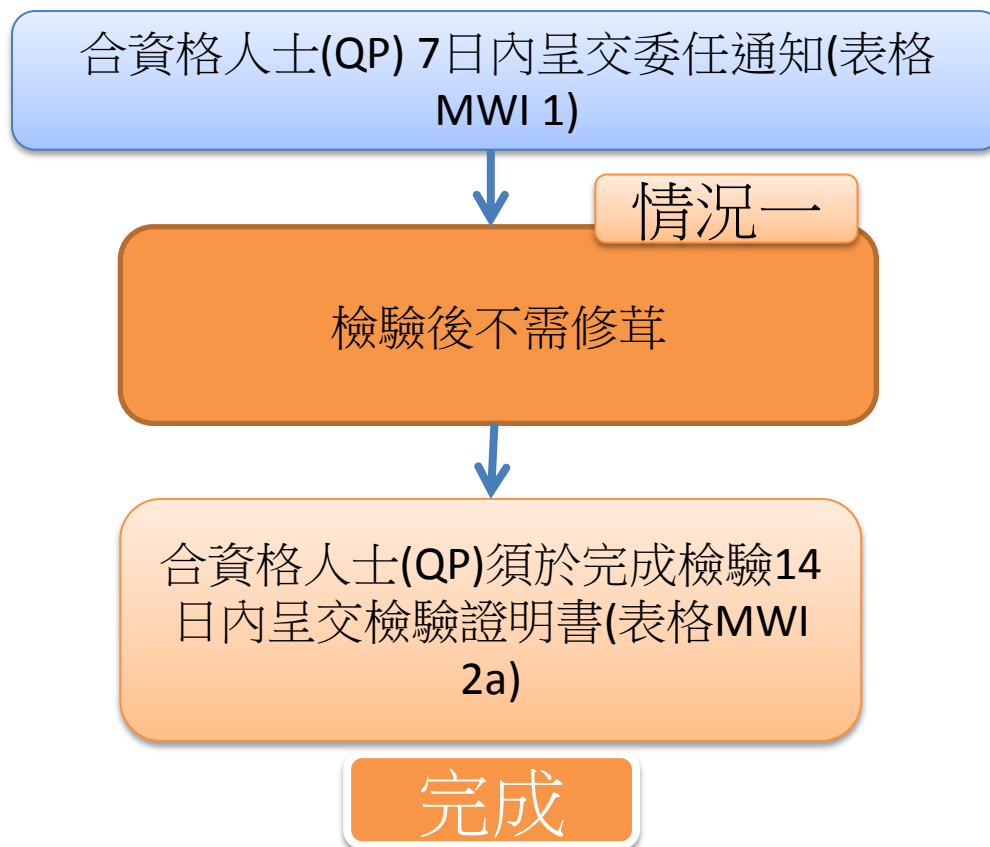 合資格人士(QP) 7日內呈交委任通知(表格
MWI 1)
情況一
檢驗後不需修葺
合資格人士(QP)須於完成檢驗14
日內呈交檢驗證明書(表格MWI
2a)
完成